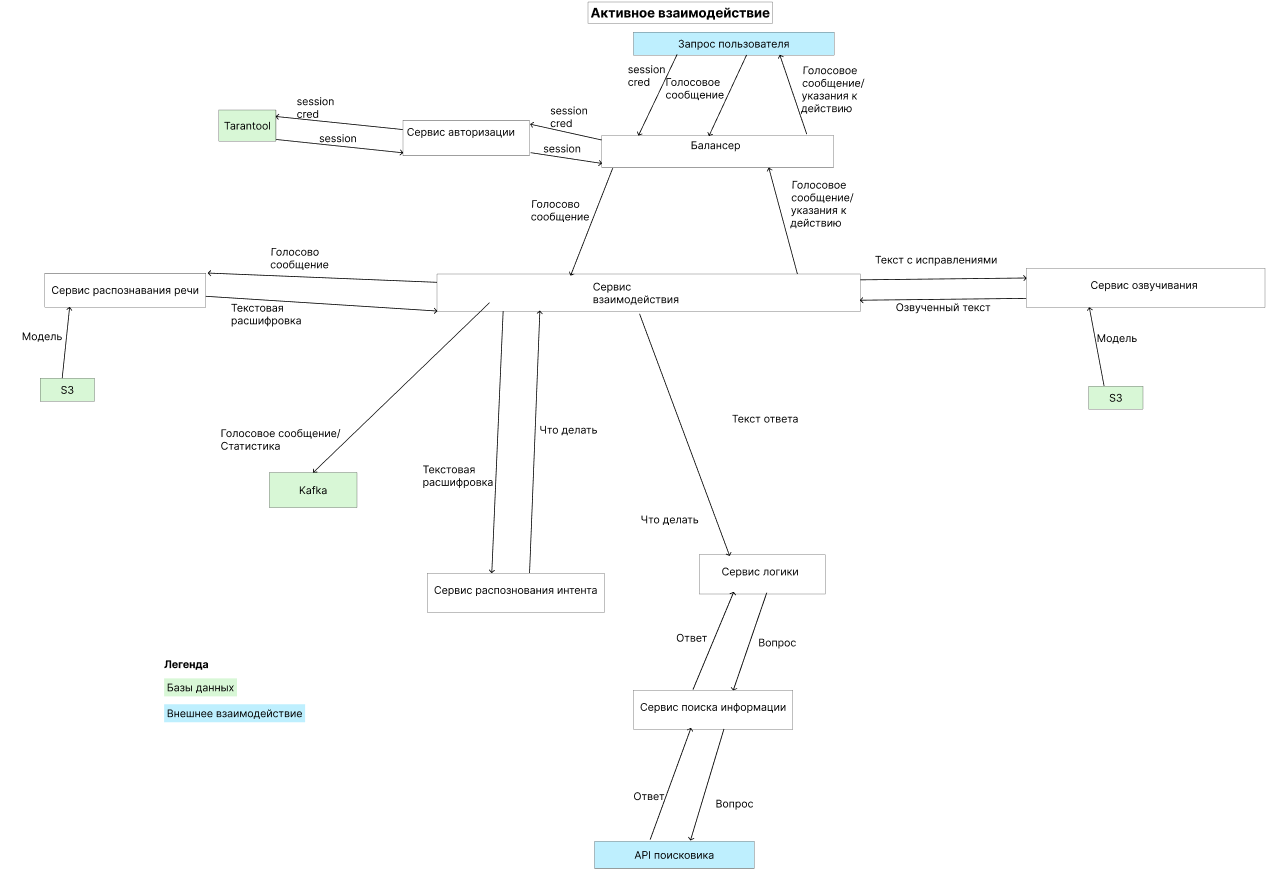 Активное взаимодействие
Запрос пользователя
session
cred
Голосовое
сообщение
Голосовое
сообщение/
указания к
действию
session
cred
Tarantool
session
Сервис авторизации
session
cred
session
Балансер
Голосово
сообщение
Голосовое
сообщение/
указания к
действию
Голосово
сообщение
Текст с исправлениями
Сервис распознавания речи
Сервис
взаимодействия
Сервис озвучивания
Текстовая
расшифровка
Озвученный текст
Модель
Модель
S3
S3
Голосовое сообщение/
Статистика
Что делать
Текст ответа
Текстовая
расшифровка
Kafka
Что делать
Сервис распознования интента
Сервис логики
Ответ
Вопрос
Легенда
Базы данных
Внешнее взаимодействие
Сервис поиска информации
Ответ
Вопрос
API поисковика